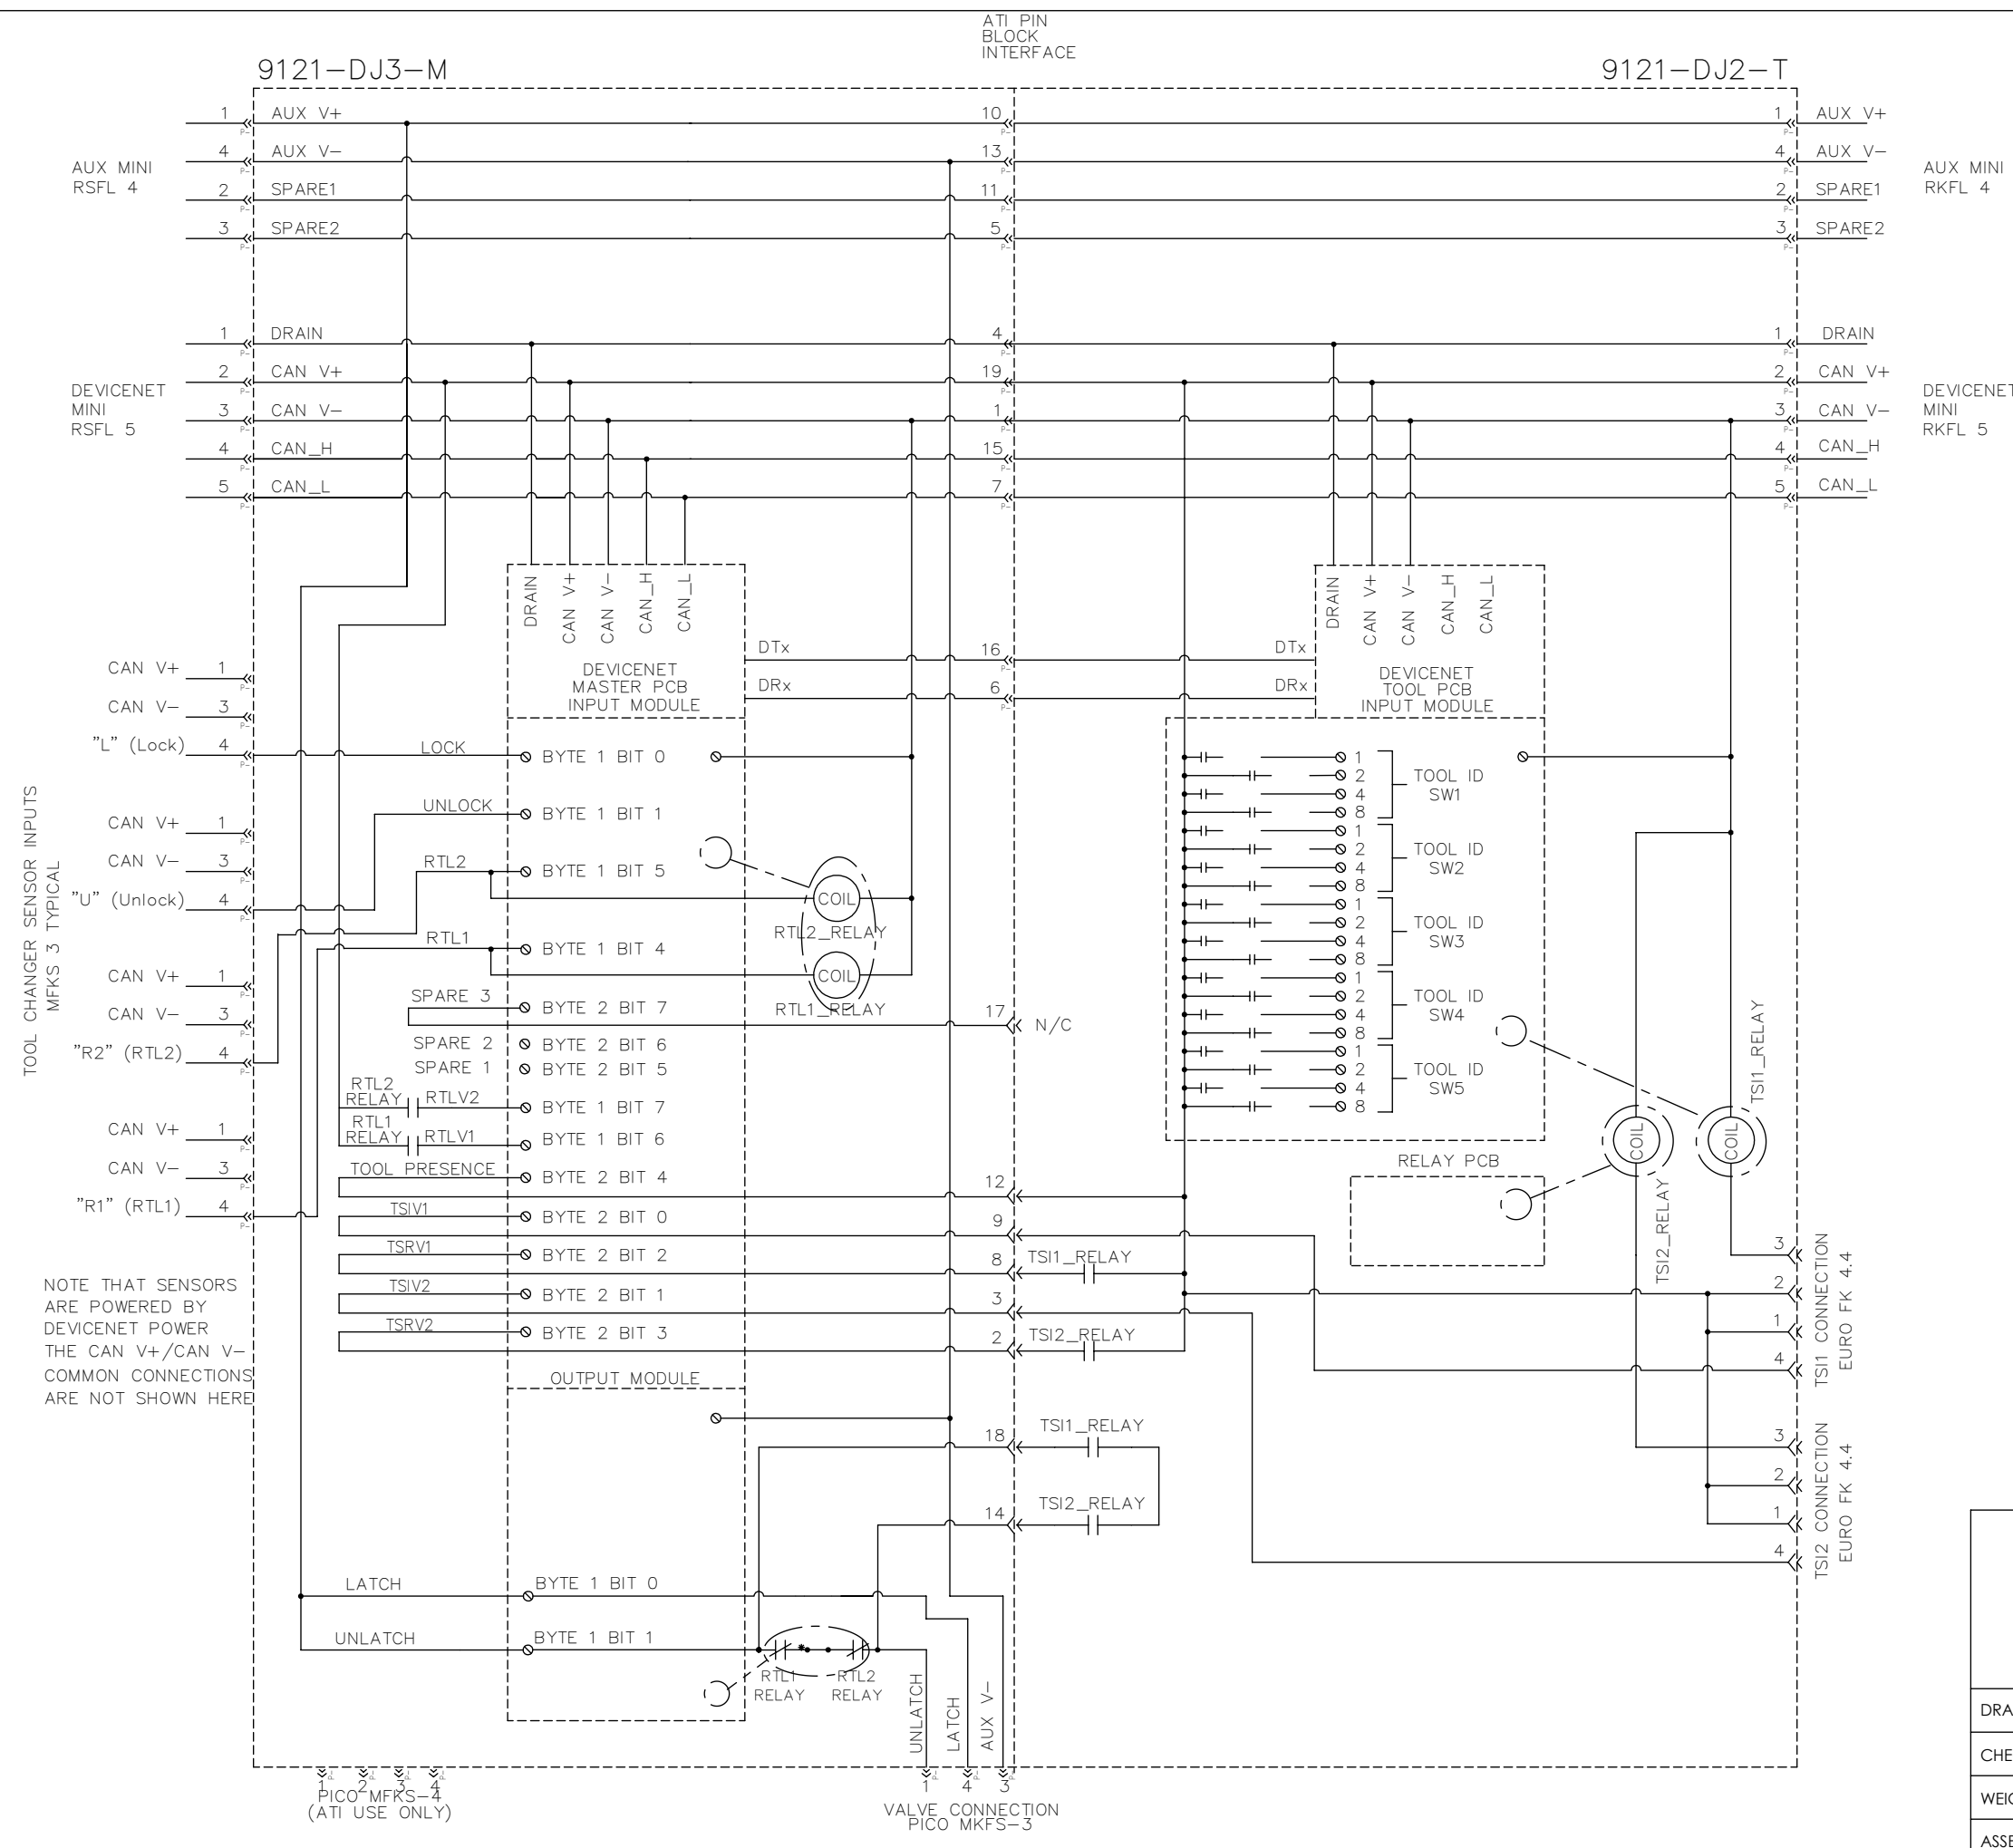 ATI PIN
BLOCK
INTERFACE
9121-DJ3-M
9121-DJ2-T
1 AUX V+ 10 1 AUX V+
4 AUX V- 13 4 AUX V-
2 SPARE1 11 2 SPARE1
3 SPARE2 5 3 SPARE2
AUX MINI
RSFL 4
AUX MINI
RKFL 4
1 DRAIN 4 1 DRAIN
2 CAN V+ 19 2 CAN V+
3 CAN V- 1 3 CAN V-
4 CAN_H 15 4 CAN_H
5 CAN_L 7 5 CAN_L
DEVICENET
MINI
RSFL 5
DEVICENET
MINI
RKFL 5
DRAIN
CAN V+
CAN V-
CAN_H
CAN_L
DEVICENET
MASTER PCB
INPUT MODULE
DTx 16 DTx
DRx 6 DRx
DRAIN
CAN V+
CAN V-
CAN_H
CAN_L
DEVICENET
TOOL PCB
INPUT MODULE
TOOL CHANGER SENSOR INPUTS
MFKS 3 TYPICAL
CAN V+ 1
CAN V- 3
"L" (Lock) 4
CAN V+ 1
CAN V- 3
"U" (Unlock) 4
CAN V+ 1
CAN V- 3
"R2" (RTL2) 4
CAN V+ 1
CAN V- 3
"R1" (RTL1) 4
NOTE THAT SENSORS
ARE POWERED BY
DEVICENET POWER
THE CAN V+/CAN V-
COMMON CONNECTIONS
ARE NOT SHOWN HERE
LOCK BYTE 1 BIT 0
UNLOCK BYTE 1 BIT 1
RTL2 BYTE 1 BIT 5
RTL1 BYTE 1 BIT 4
COIL
RTL2_RELAY
COIL
RTL1_RELAY
SPARE 3 BYTE 2 BIT 7
17 N/C
SPARE 2 BYTE 2 BIT 6
SPARE 1 BYTE 2 BIT 5
RTL2
RELAY RTLV2 BYTE 1 BIT 7
RTL1
RELAY RTLV1 BYTE 1 BIT 6
TOOL PRESENCE BYTE 2 BIT 4
12
TSIV1 BYTE 2 BIT 0
9
TSRV1 BYTE 2 BIT 2
8 TSI1_RELAY
TSIV2 BYTE 2 BIT 1
3
TSRV2 BYTE 2 BIT 3
2 TSI2_RELAY
OUTPUT MODULE
18 TSI1_RELAY
14 TSI2_RELAY
LATCH BYTE 1 BIT 0
UNLATCH BYTE 1 BIT 1
*
RTL1
RELAY
RTL2
RELAY
UNLATCH
LATCH
AUX V-
1
2 TOOL ID
4 SW1
8
1
2 TOOL ID
4 SW2
8
1
2 TOOL ID
4 SW3
8
1
2 TOOL ID
4 SW4
8
1
2 TOOL ID
4 SW5
8
RELAY PCB
COIL
TSI2_RELAY
COIL
TSI1_RELAY
3
2
1
4
TSI1 CONNECTION
EURO FK 4.4
3
2
1
4
TSI2 CONNECTION
EURO FK 4.4
1 2 3 4
PICO MFKS-4
(ATI USE ONLY)
1 4 3
VALVE CONNECTION
PICO MKFS-3
DRA
CHE
WEI
ASSE